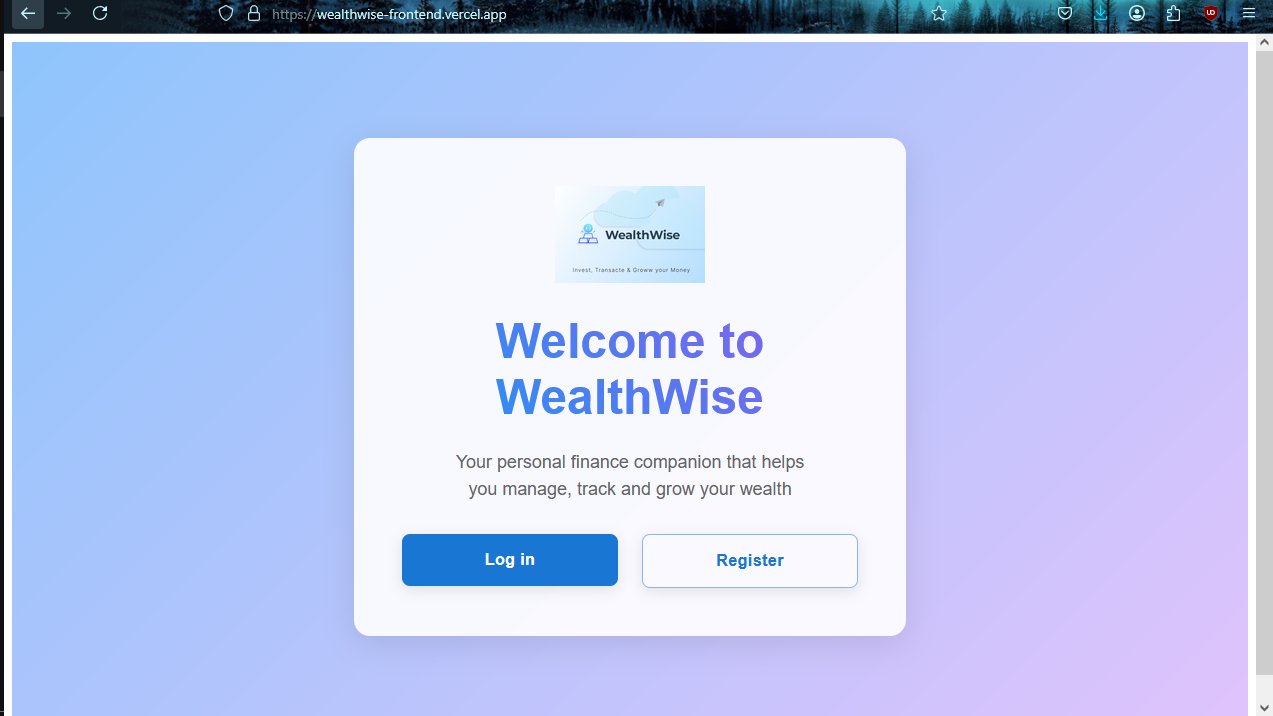 https://wealthwise-frontend.vercel.app
WealthWise
Invest, Transacte & Groww your Money
Welcome to
WealthWise
Your personal finance companion that helps
you manage, track and grow your wealth
Log in
Register